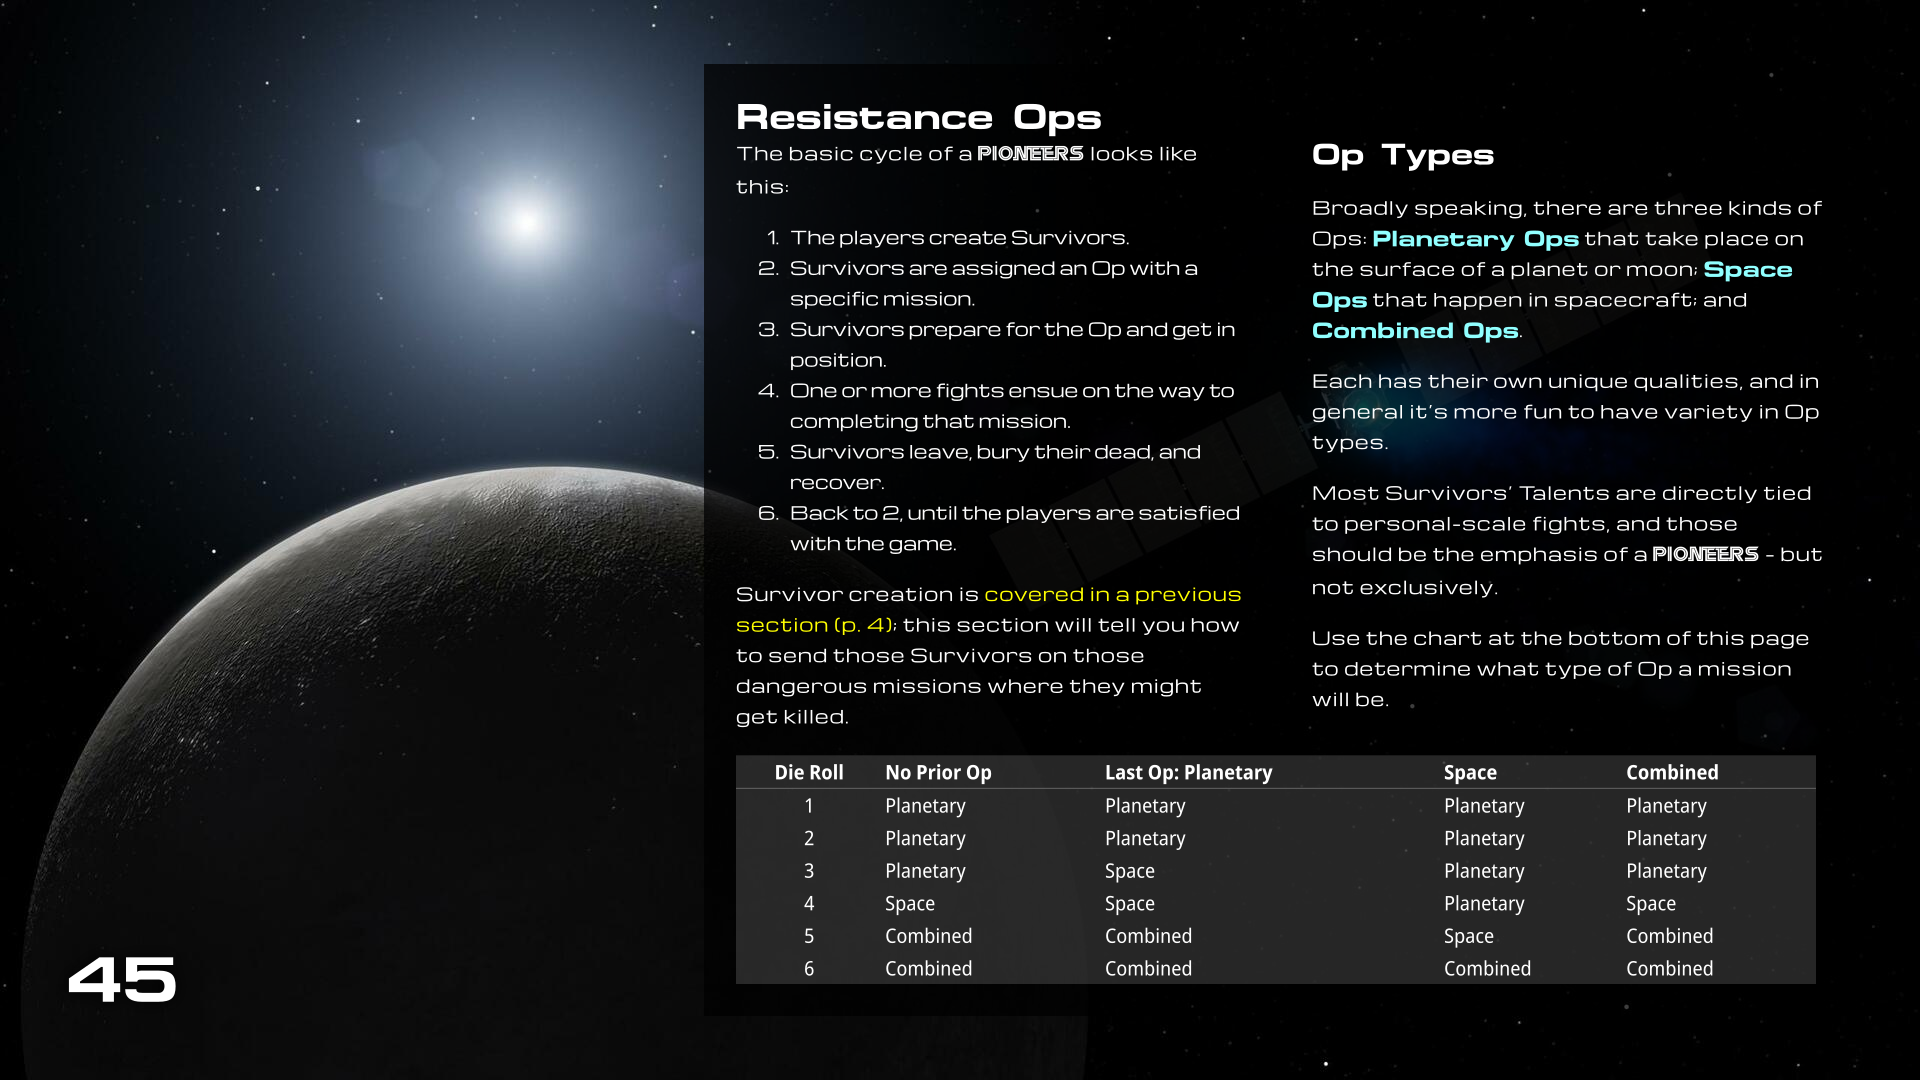 Resistance Ops
The basic cycle of a PIONEERS looks like
this:
1. The players create Survivors.
2. Survivors are assigned an Op with a
specific mission.
3. Survivors prepare for the Op and get in
position.
4. One or more fights ensue on the way to
completing that mission.
5. Survivors leave, bury their dead, and
recover.
6. Back to 2, until the players are satisfied
with the game.
Survivor creation is covered in a previous
section (p. 4); this section will tell you how
to send those Survivors on those
dangerous missions where they might
get killed.
Op Types
Broadly speaking, there are three kinds of
Ops: Planetary Ops that take place on
the surface of a planet or moon; Space
Ops that happen in spacecraft; and
Combined Ops.
Each has their own unique qualities, and in
general it's more fun to have variety in Op
types.
Most Survivors' Talents are directly tied
to personal-scale fights, and those
should be the emphasis of a PIONEERS - but
not exclusively.
Use the chart at the bottom of this page
to determine what type of Op a mission
will be.
Die Roll No Prior Op Last Op: Planetary Space Combined
1 Planetary Planetary Planetary Planetary
2 Planetary Planetary Planetary Planetary
3 Planetary Space Planetary Planetary
4 Space Space Planetary Space
5 Combined Combined Space Combined
6 Combined Combined Combined Combined
45